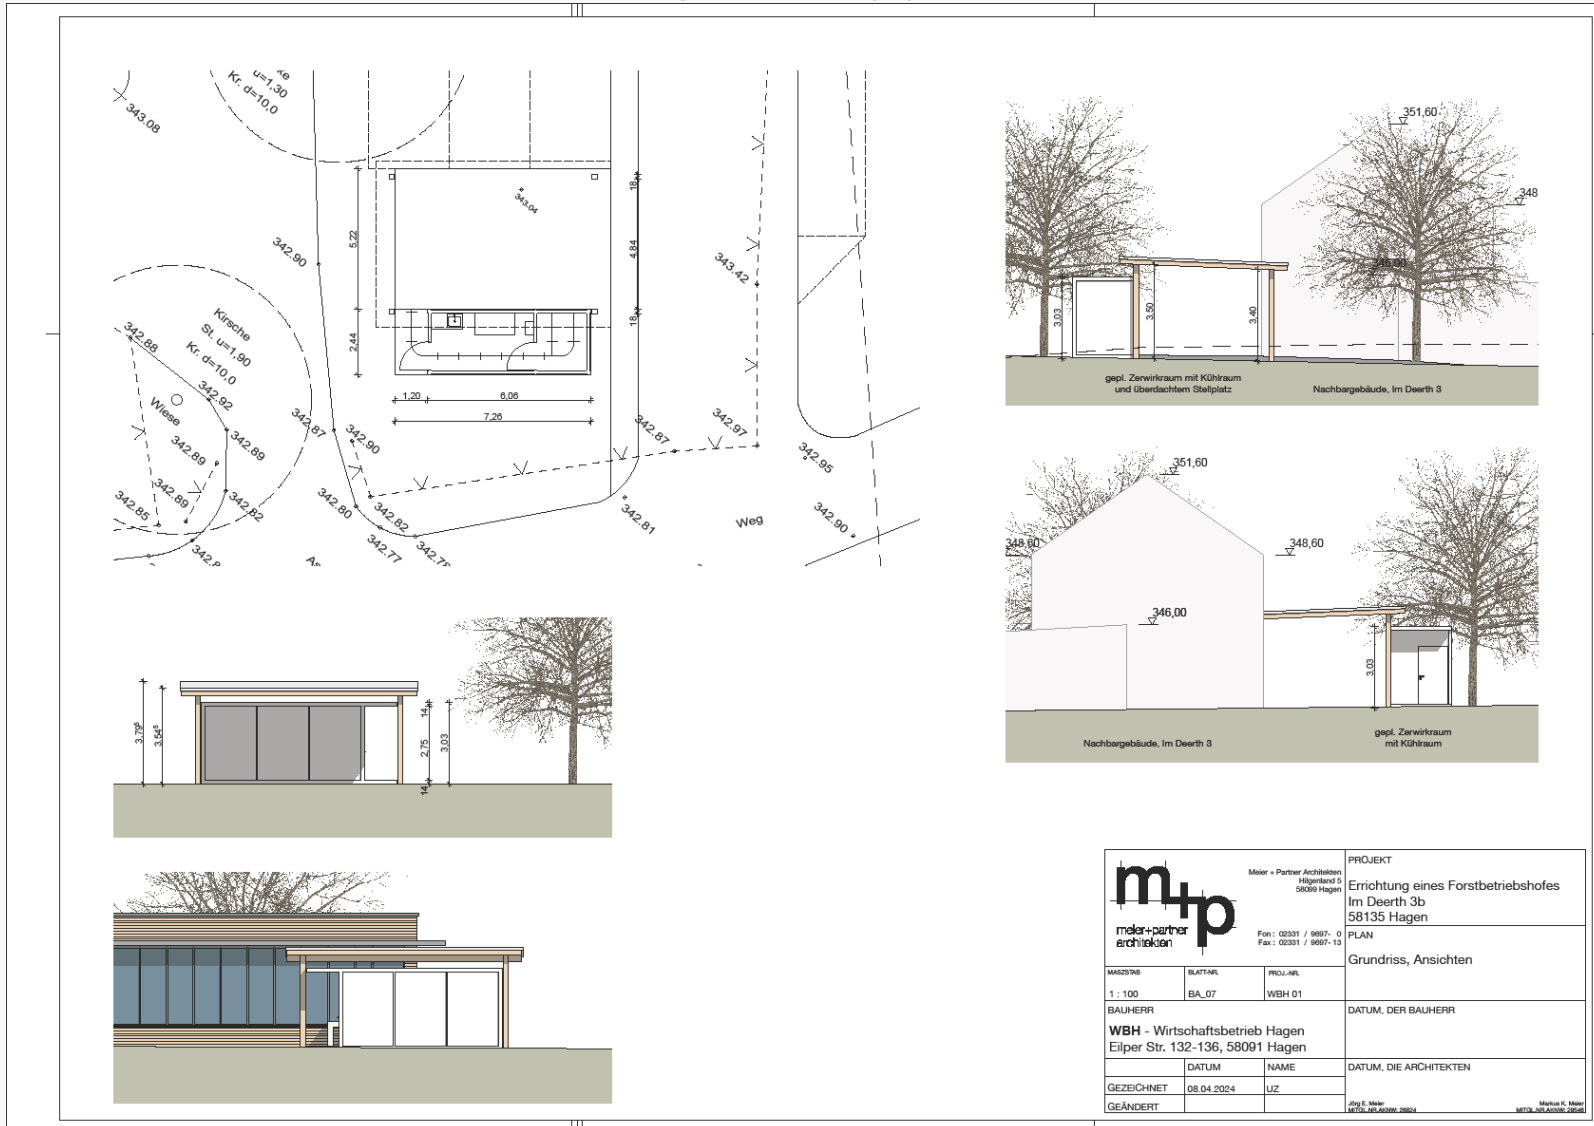 u=1,30
Kr. d=10,0
343.08
342.90
343.04
5,22
2,44
18
4,84
18
1,20
6,06
7,26
343.42
Kirsche
St. u=1,90
Kr. d=10,0
342.88
342.92
Wiese
342.89
342.89
342.89
342.85
342.82
342.87
342.90
342.80
342.82
342.77
342.78
342.87
342.97
342.81
342.95
342.90
Weg
351,60
348
346,00
3,03
3,50
3,40
gepl. Zerwirkraum mit Kühlraum
und überdachtem Stellplatz
Nachbargebäude, Im Deerth 3
351,60
348,60
348,60
346,00
3,03
Nachbargebäude, Im Deerth 3
gepl. Zerwirkraum
mit Kühlraum
3,79⁵
3,54⁵
14
2,75
14
3,03
m+p
meier+partner
architekten
Meier + Partner Architekten
Hilgenland 5
58099 Hagen
Fon : 02331 / 9697- 0
Fax : 02331 / 9697-13
PROJEKT
Errichtung eines Forstbetriebshofes
Im Deerth 3b
58135 Hagen
PLAN
Grundriss, Ansichten
MASZSTAB
BLATT-NR.
PROJ.-NR.
1 : 100
BA_07
WBH 01
BAUHERR
WBH - Wirtschaftsbetrieb Hagen
Eilper Str. 132-136, 58091 Hagen
DATUM, DER BAUHERR
DATUM
NAME
GEZEICHNET
08.04.2024
UZ
GEÄNDERT
DATUM, DIE ARCHITEKTEN
Jörg E. Meier
Markus K. Meier